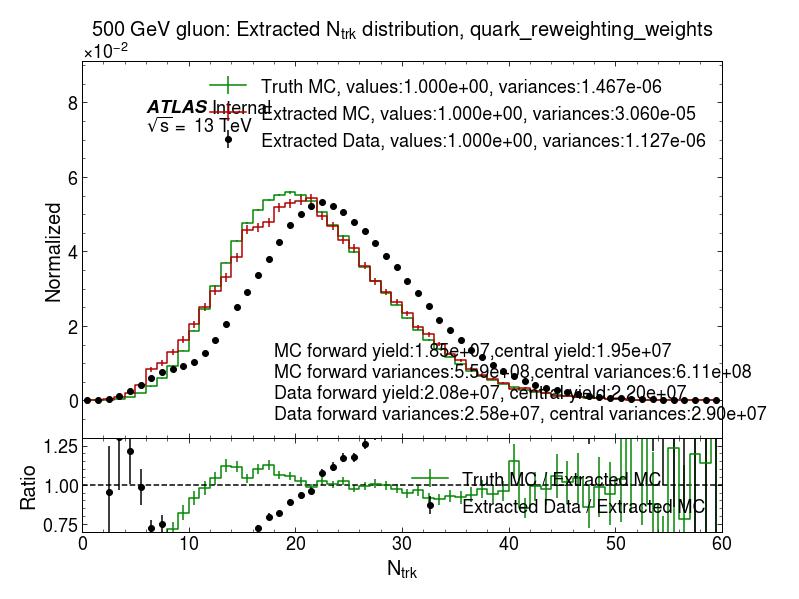 500 GeV gluon: Extracted Ntrk distribution, quark_reweighting_weights
×10−2
Truth MC, values:1.000e+00, variances:1.467e-06
ATLAS Internal
Extracted MC, values:1.000e+00, variances:3.060e-05
√s = 13 TeV
Extracted Data, values:1.000e+00, variances:1.127e-06
8
6
4
2
0
Normalized
MC forward yield:1.85e+07,central yield:1.95e+07
MC forward variances:5.59e+08,central variances:6.11e+08
Data forward yield:2.08e+07, central yield:2.20e+07
Data forward variances:2.58e+07, central variances:2.90e+07
1.25
1.00
0.75
Ratio
Truth MC / Extracted MC
Extracted Data / Extracted MC
0 10 20 30 40 50 60
Ntrk